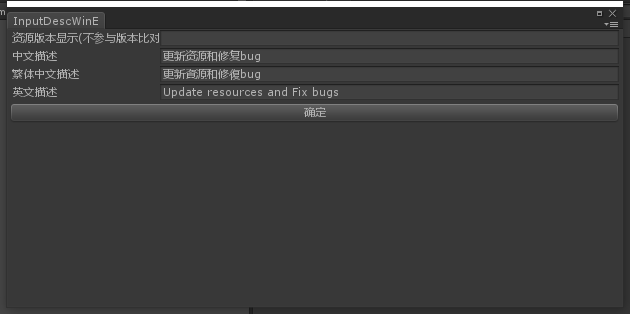 InputDescWinE
资源版本显示(不参与版本比对
中文描述 更新资源和修复bug
繁体中文描述 更新資源和修復bug
英文描述 Update resources and Fix bugs
确定